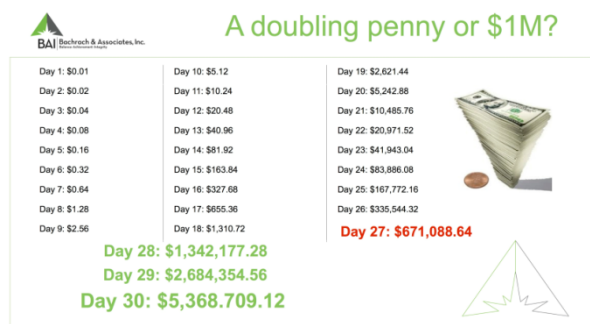 BAI Bachrach & Associates, Inc.
Balance Achievement Integrity
A doubling penny or $1M?
Day 1: $0.01
Day 2: $0.02
Day 3: $0.04
Day 4: $0.08
Day 5: $0.16
Day 6: $0.32
Day 7: $0.64
Day 8: $1.28
Day 9: $2.56
Day 10: $5.12
Day 11: $10.24
Day 12: $20.48
Day 13: $40.96
Day 14: $81.92
Day 15: $163.84
Day 16: $327.68
Day 17: $655.36
Day 18: $1,310.72
Day 19: $2,621.44
Day 20: $5,242.88
Day 21: $10,485.76
Day 22: $20,971.52
Day 23: $41,943.04
Day 24: $83,886.08
Day 25: $167,772.16
Day 26: $335,544.32
Day 27: $671,088.64
Day 28: $1,342,177.28
Day 29: $2,684,354.56
Day 30: $5,368.709.12